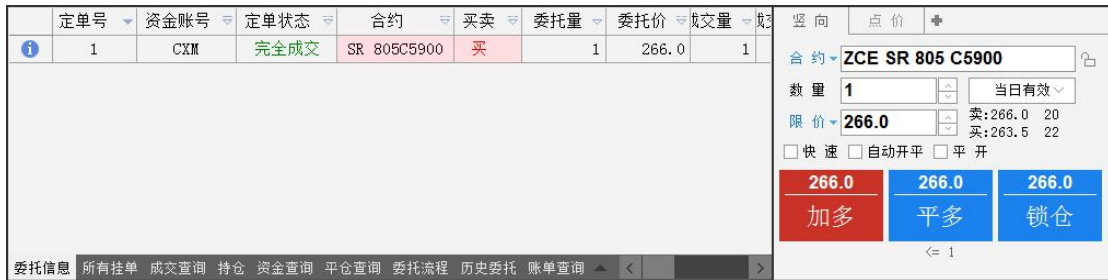 定单号 资金账号 定单状态 合约 买卖 委托量 委托价 成交量
1 CXM 完全成交 SR 805C5900 买 1 266.0 1
委托信息 所有挂单 成交查询 持仓 资金查询 平仓查询 委托流程 历史委托 账单查询
竖向 点价
合约 ZCE SR 805 C5900
数量 1 当日有效
限价 266.0 卖:266.0 20
买:263.5 22
快速 自动开平 平开
266.0 266.0 266.0
加多 平多 锁仓
<= 1